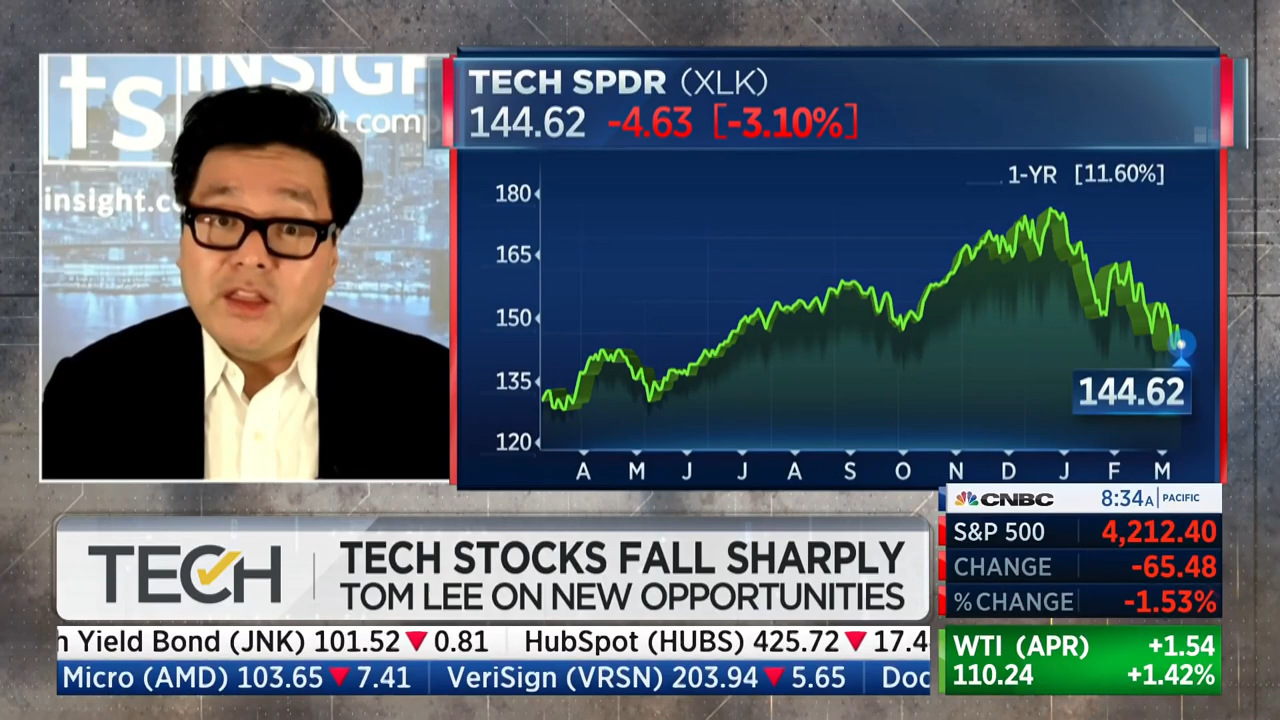 fs INSIGH
t comp
insight.c
TECH SPDR (XLK)
144.62 -4.63 [-3.10%]
1-YR [11.60%]
180
165
150
135
120
144.62
A M J J A S O N D J F M
CNBC 8:34A PACIFIC
S&P 500 4,212.40
CHANGE -65.48
% CHANGE -1.53%
WTI (APR) +1.54
110.24 +1.42%
TECH
TECH STOCKS FALL SHARPLY
TOM LEE ON NEW OPPORTUNITIES
h Yield Bond (JNK) 101.52 ▼ 0.81 HubSpot (HUBS) 425.72 ▼ 17.4
Micro (AMD) 103.65 ▼ 7.41 VeriSign (VRSN) 203.94 ▼ 5.65 Doc